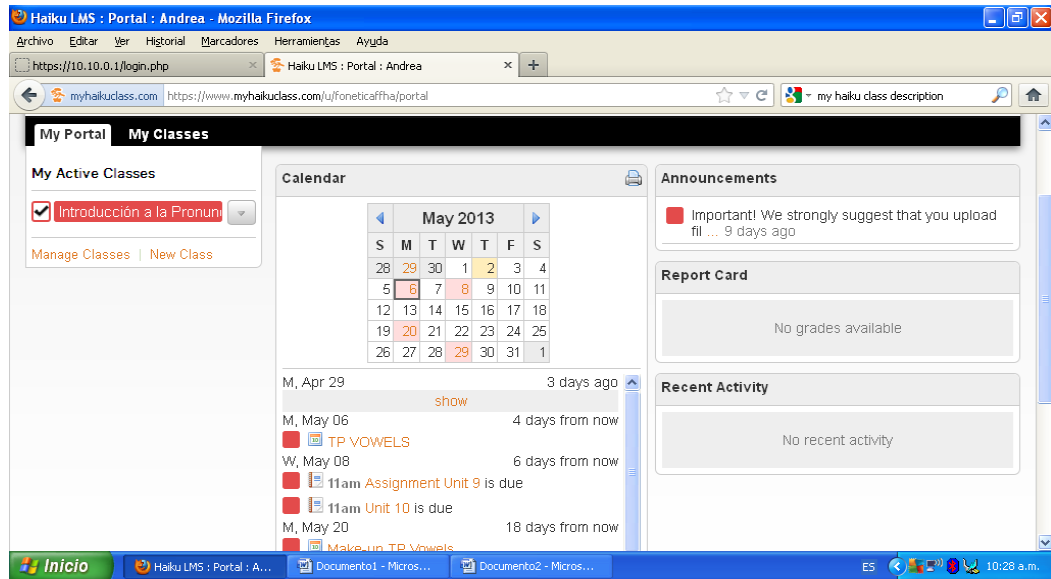 Haiku LMS : Portal : Andrea - Mozilla Firefox
Archivo Editar Ver Historial Marcadores Herramientas Ayuda
https://10.10.0.1/login.php × Haiku LMS : Portal : Andrea × +
myhaikuclass.com https://www.myhaikuclass.com/u/foneticaffha/portal my haiku class description
My Portal My Classes
My Active Classes
Introducción a la Pronun
Manage Classes | New Class
Calendar
May 2013
S M T W T F S
28 29 30 1 2 3 4
5 6 7 8 9 10 11
12 13 14 15 16 17 18
19 20 21 22 23 24 25
26 27 28 29 30 31 1
M, Apr 29 3 days ago
show
M, May 06 4 days from now
TP VOWELS
W, May 08 6 days from now
11am Assignment Unit 9 is due
11am Unit 10 is due
M, May 20 18 days from now
Make-up TP Vowels
Announcements
Important! We strongly suggest that you upload
fil ... 9 days ago
Report Card
No grades available
Recent Activity
No recent activity
Inicio Haiku LMS : Portal : A... Documento1 - Micros... Documento2 - Micros... ES 10:28 a.m.